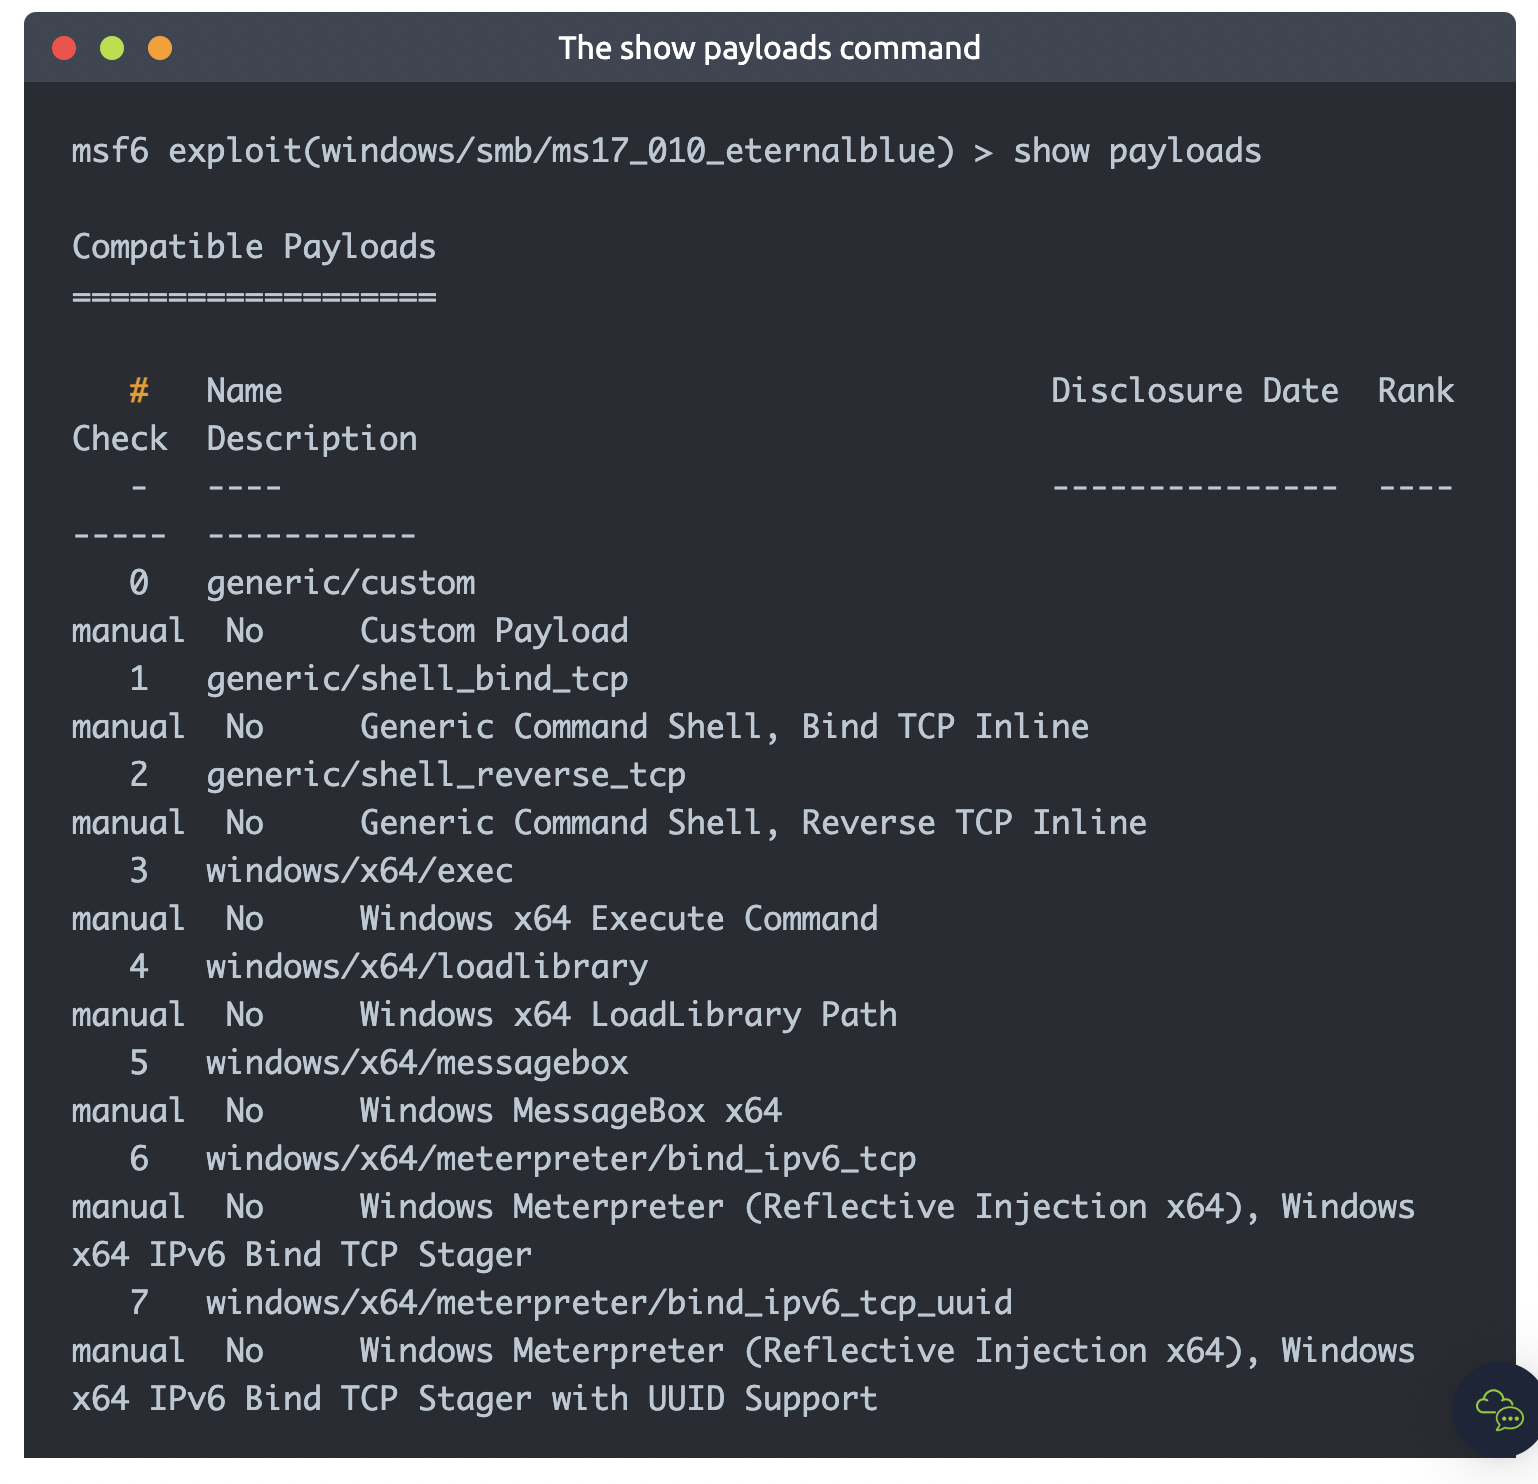 The show payloads command
msf6 exploit(windows/smb/ms17_010_eternalblue) > show payloads
Compatible Payloads
===================
   #   Name                                        Disclosure Date  Rank
Check  Description
   -   ----                                        ---------------  ----
-----  -----------
   0   generic/custom
manual  No     Custom Payload
   1   generic/shell_bind_tcp
manual  No     Generic Command Shell, Bind TCP Inline
   2   generic/shell_reverse_tcp
manual  No     Generic Command Shell, Reverse TCP Inline
   3   windows/x64/exec
manual  No     Windows x64 Execute Command
   4   windows/x64/loadlibrary
manual  No     Windows x64 LoadLibrary Path
   5   windows/x64/messagebox
manual  No     Windows MessageBox x64
   6   windows/x64/meterpreter/bind_ipv6_tcp
manual  No     Windows Meterpreter (Reflective Injection x64), Windows
x64 IPv6 Bind TCP Stager
   7   windows/x64/meterpreter/bind_ipv6_tcp_uuid
manual  No     Windows Meterpreter (Reflective Injection x64), Windows
x64 IPv6 Bind TCP Stager with UUID Support